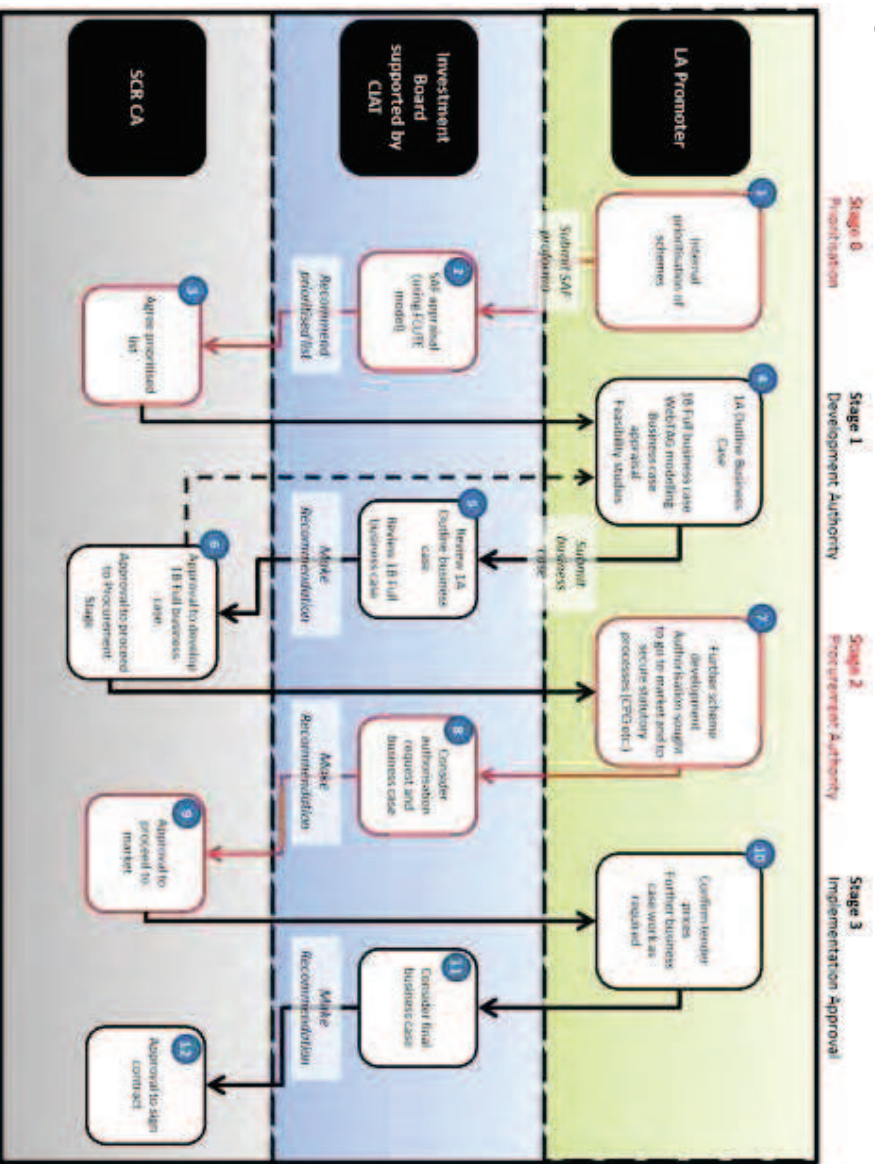 Stage 0
Prioritisation
Stage 1
Development Authority
Stage 2
Procurement Authority
Stage 3
Implementation Approval
LA Promoter
1
Internal
prioritisation of
schemes
Submit SAF
proforma
4
1A Outline Business
Case
1B Full business case
WebTAG modelling
Business case
appraisal
Feasibility studies
Submit
business
case
7
Further scheme
development
Authorisation sought
to go to market and to
secure statutory
processes (CPO etc.)
10
Confirm tender
prices
Further business
case work as
required
Investment
Board
supported by
CIAT
2
SAF appraisal
(using FLUTE
model)
Recommend
prioritised list
5
Review 1A
Outline business
case
Review 1B Full
business case
Make
Recommendation
8
Consider
authorisation
request and
business case
Make
Recommendation
11
Consider final
business case
Make
Recommendation
SCR CA
3
Agree prioritised
list
6
Approval to develop
1B Full business
case.
Approval to proceed
to Procurement
Stage
9
Approval to
proceed to
market
12
Approval to sign
contract